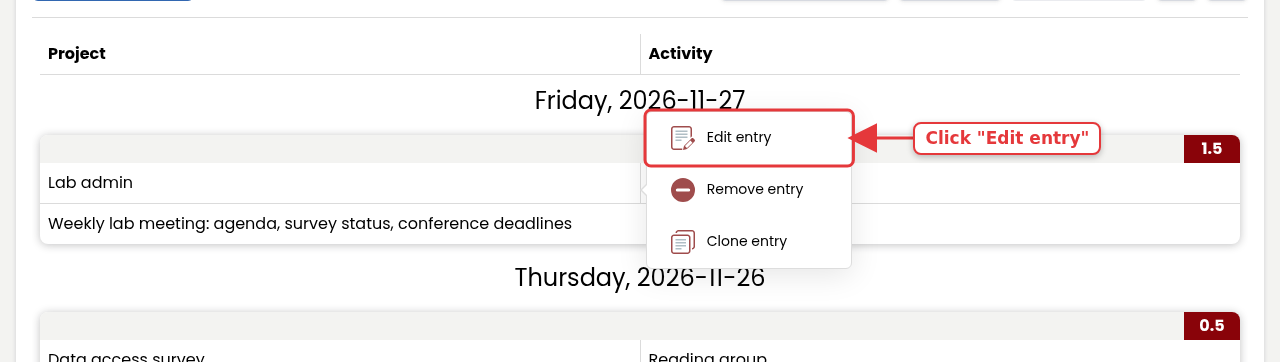 Project
Activity
Friday, 2026-11-27
Edit entry
Click "Edit entry"
1.5
Lab admin
Remove entry
Weekly lab meeting: agenda, survey status, conference deadlines
Clone entry
Thursday, 2026-11-26
0.5
Data access survey
Reading group